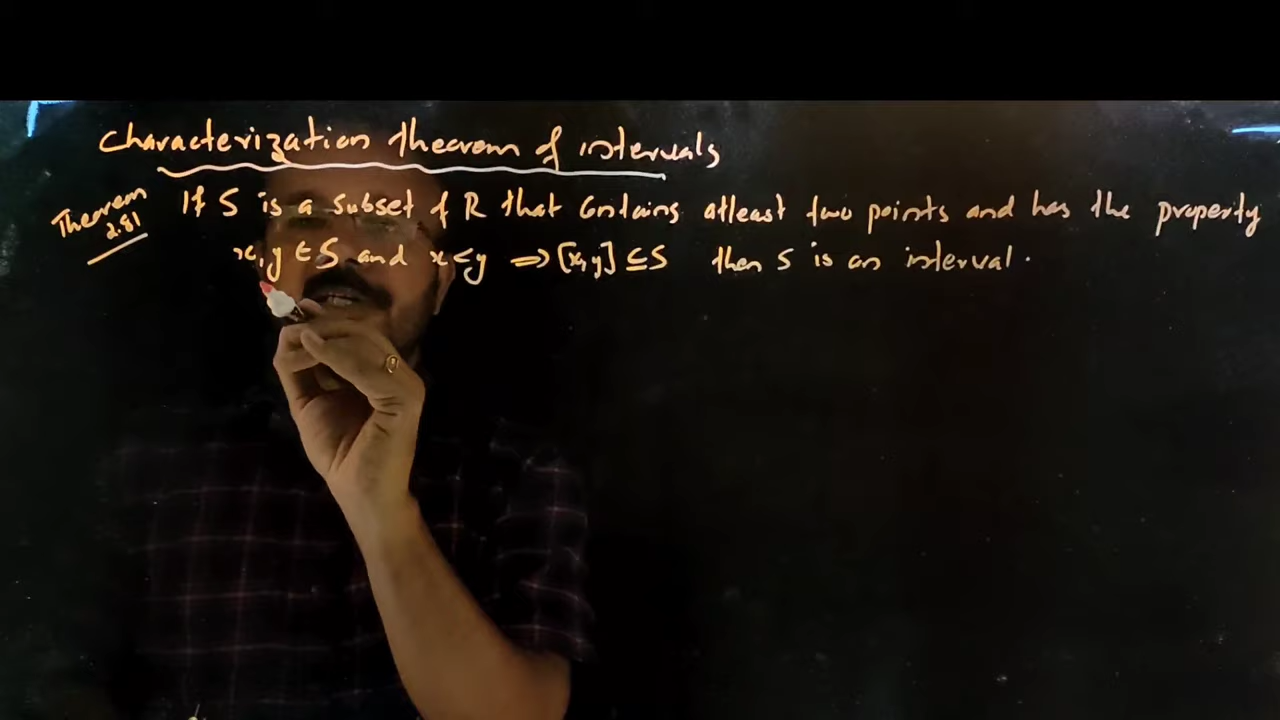 Characterization theorem of intervals
Theorem 2.81
If S is a subset of R that contains atleast two points and has the property
x, y ∈ S and x < y ⇒ [x, y] ⊆ S then S is an interval.